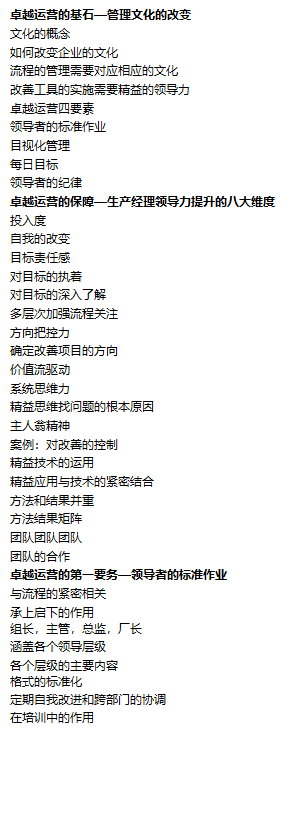 卓越运营的基石—管理文化的改变
文化的概念
如何改变企业的文化
流程的管理需要对应相应的文化
改善工具的实施需要精益的领导力
卓越运营四要素
领导者的标准作业
目视化管理
每日目标
领导者的纪律
卓越运营的保障—生产经理领导力提升的八大维度
投入度
自我的改变
目标责任感
对目标的执着
对目标的深入了解
多层次加强流程关注
方向把控力
确定改善项目的方向
价值流驱动
系统思维力
精益思维找问题的根本原因
主人翁精神
案例：对改善的控制
精益技术的运用
精益应用与技术的紧密结合
方法和结果并重
方法结果矩阵
团队团队团队
团队的合作
卓越运营的第一要务—领导者的标准作业
与流程的紧密相关
承上启下的作用
组长，主管，总监，厂长
涵盖各个领导层级
各个层级的主要内容
格式的标准化
定期自我改进和跨部门的协调
在培训中的作用